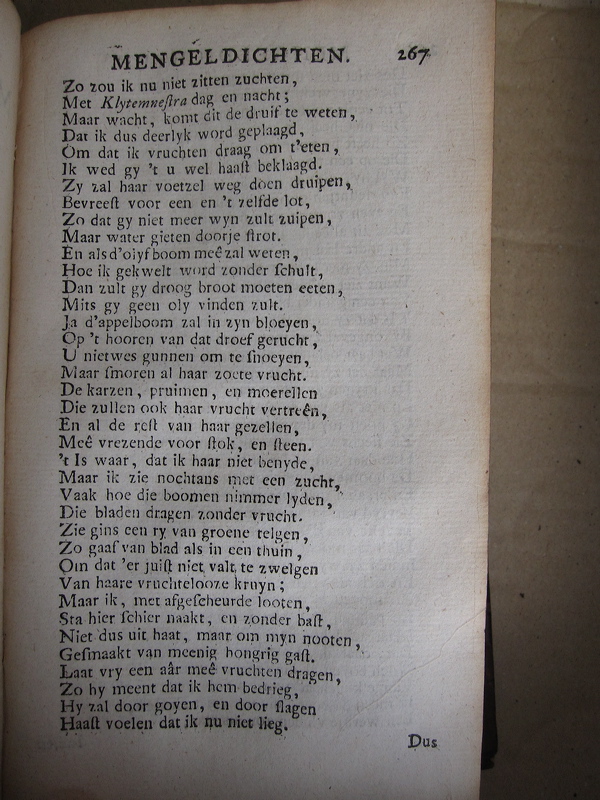 MENGELDICHTEN. 267
Zo zou ik nu niet zitten zuchten,
Met Klytemneſtra dag en nacht;
Maar wacht, komt dit de druif te weten,
Dat ik dus deerlyk word geplaagd,
Om dat ik vruchten draag om t'eten,
Ik wed gy 't u wel haaſt beklaagd.
Zy zal haar voetzel weg doen druipen,
Bevreeſt voor een en 't zelfde lot,
Zo dat gy niet meer wyn zult zuipen,
Maar water gieten doorje ſtrot.
En als d'olyfboom meê zal weten,
Hoe ik gekwelt word zonder ſchult,
Dan zult gy droog broot moeten eeten,
Mits gy geen oly vinden zult.
Ja d'appelboom zal in zyn bloeyen,
Op 't hooren van dat droef gerucht,
U nietwes gunnen om te ſnoeyen,
Maar ſmoren al haar zoete vrucht.
De karzen, pruimen, en moerellen
Die zullen ook haar vrucht vertreên,
En al de reſt van haar gezellen,
Meê vrezende voor ſtok, en ſteen.
't Is waar, dat ik haar niet benyde,
Maar ik zie nochtans met een zucht,
Vaak hoe die boomen nimmer lyden,
Die bladen dragen zonder vrucht.
Zie gins een ry van groene telgen,
Zo gaaf van blad als in een thuin,
Om dat 'er juiſt niet valt te zwelgen
Van haare vruchtelooze kruyn;
Maar ik, met afgeſcheurde looten,
Sta hier ſchier naakt, en zonder baſt,
Niet dus uit haat, maar om myn nooten,
Geſmaakt van meenig hongrig gaſt.
Laat vry een aâr meê vruchten dragen,
Zo hy meent dat ik hem bedrieg,
Hy zal door goyen, en door ſlagen
Haaſt voelen dat ik nu niet lieg.
Dus